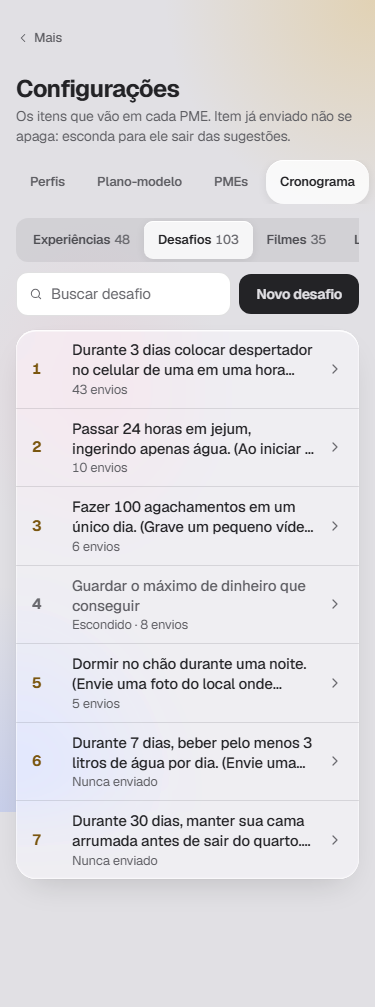 Mais
Configurações
Os itens que vão em cada PME. Item já enviado não se
apaga: esconda para ele sair das sugestões.
Perfis Plano-modelo PMEs Cronograma
Experiências 48 Desafios 103 Filmes 35 L
Buscar desafio Novo desafio
1
Durante 3 dias colocar despertador
no celular de uma em uma hora...
43 envios
2
Passar 24 horas em jejum,
ingerindo apenas água. (Ao iniciar ...
10 envios
3
Fazer 100 agachamentos em um
único dia. (Grave um pequeno víde...
6 envios
4
Guardar o máximo de dinheiro que
conseguir
Escondido · 8 envios
5
Dormir no chão durante uma noite.
(Envie uma foto do local onde...
5 envios
6
Durante 7 dias, beber pelo menos 3
litros de água por dia. (Envie uma...
Nunca enviado
7
Durante 30 dias, manter sua cama
arrumada antes de sair do quarto....
Nunca enviado